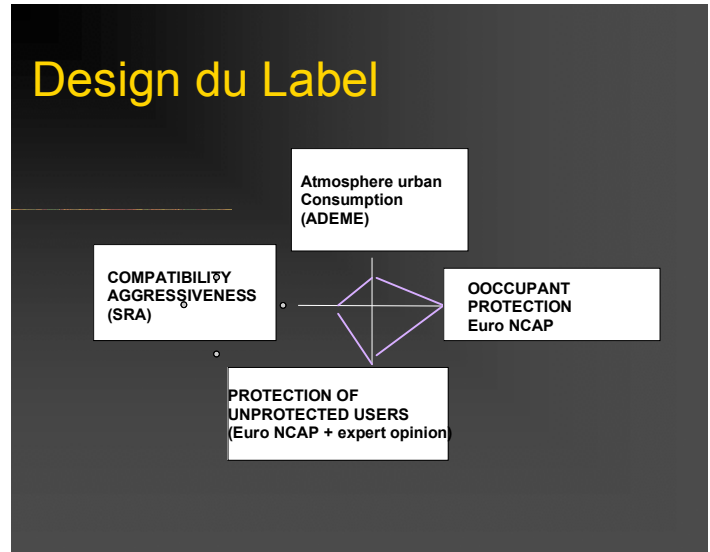 Design du Label
Atmosphere urban
Consumption
(ADEME)
COMPATIBILITY
AGGRESSIVENESS
(SRA)
OOCCUPANT
PROTECTION
Euro NCAP
PROTECTION OF
UNPROTECTED USERS
(Euro NCAP + expert opinion)